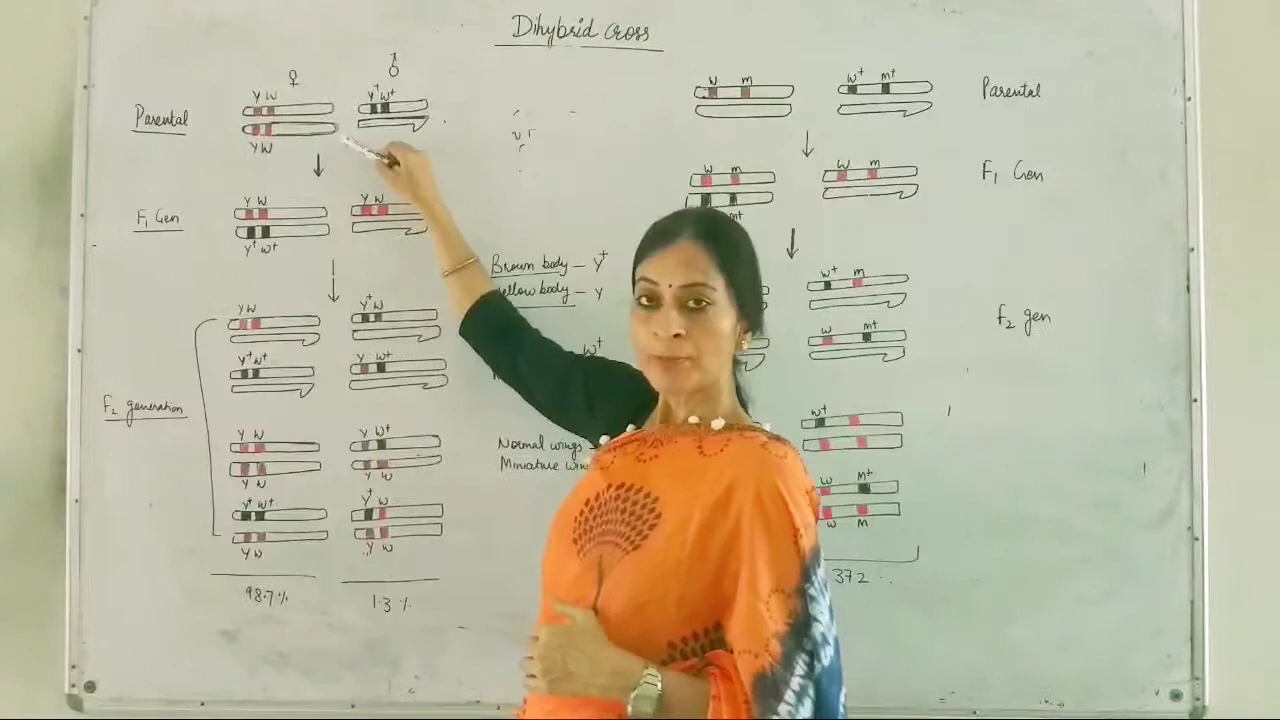 Dihybrid cross
♀ ♂
Parental
Y W
Y⁺ W⁺
Y W
F₁ Gen
Y W
Y W
Y⁺ W⁺
F₂ generation
Y W
Y⁺ W
Y⁺ W⁺
Y W⁺
Y W
Y W⁺
Y W
Y W
Y⁺ W⁺
Y⁺ W
Y W
Y W
98.7%
1.3%
Brown body – Y⁺
body – Y
W⁺
Normal wings
Miniature
W m
W⁺ m⁺
Parental
W m
W m
F₁ Gen
m⁺
W⁺ m
W m⁺
F₂ gen
W⁺
W m⁺
W M
372